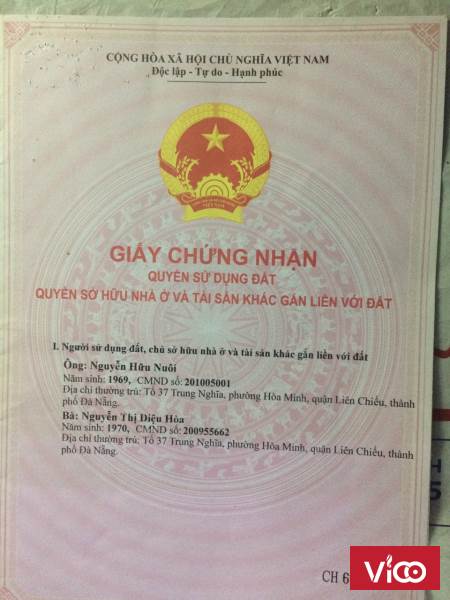 CỘNG HÒA XÃ HỘI CHỦ NGHĨA VIỆT NAM
Độc lập - Tự do - Hạnh phúc
VIỆT NAM
GIẤY CHỨNG NHẬN
QUYỀN SỬ DỤNG ĐẤT
QUYỀN SỞ HỮU NHÀ Ở VÀ TÀI SẢN KHÁC GẮN LIỀN VỚI ĐẤT
I. Người sử dụng đất, chủ sở hữu nhà ở và tài sản khác gắn liền với đất
Ông: Nguyễn Hữu Nuôi
Năm sinh: 1969, CMND số: 201005001
Địa chỉ thường trú: Tổ 37 Trung Nghĩa, phường Hòa Minh, quận Liên Chiểu, thành
phố Đà Nẵng.
Bà: Nguyễn Thị Diệu Hòa
Năm sinh: 1970, CMND số: 200955662
Địa chỉ thường trú: Tổ 37 Trung Nghĩa, phường Hòa Minh, quận Liên Chiểu, thành
phố Đà Nẵng.
H
5
CH 6
Vico